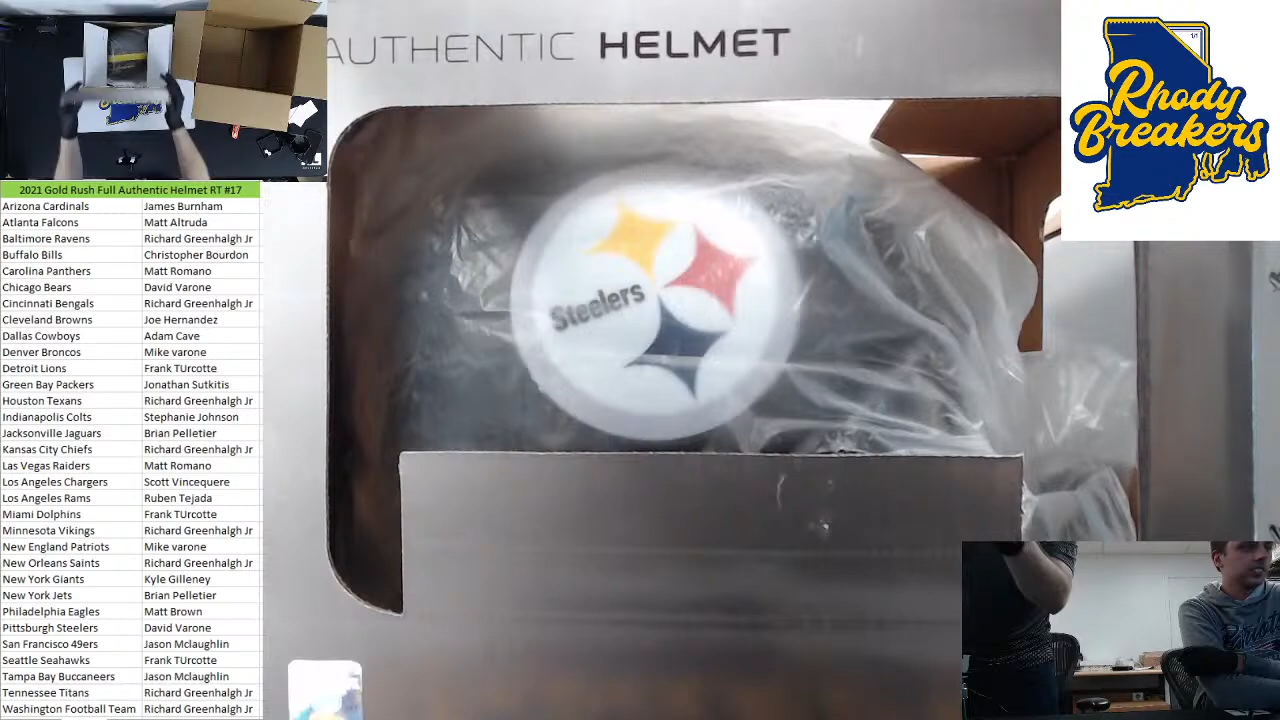 AUTHENTIC HELMET
Steelers
1/1
Rhody
Breakers
2021 Gold Rush Full Authentic Helmet RT #17
Arizona Cardinals James Burnham
Atlanta Falcons Matt Altruda
Baltimore Ravens Richard Greenhalgh Jr
Buffalo Bills Christopher Bourdon
Carolina Panthers Matt Romano
Chicago Bears David Varone
Cincinnati Bengals Richard Greenhalgh Jr
Cleveland Browns Joe Hernandez
Dallas Cowboys Adam Cave
Denver Broncos Mike varone
Detroit Lions Frank TUrcotte
Green Bay Packers Jonathan Sutkitis
Houston Texans Richard Greenhalgh Jr
Indianapolis Colts Stephanie Johnson
Jacksonville Jaguars Brian Pelletier
Kansas City Chiefs Richard Greenhalgh Jr
Las Vegas Raiders Matt Romano
Los Angeles Chargers Scott Vincequere
Los Angeles Rams Ruben Tejada
Miami Dolphins Frank TUrcotte
Minnesota Vikings Richard Greenhalgh Jr
New England Patriots Mike varone
New Orleans Saints Richard Greenhalgh Jr
New York Giants Kyle Gilleney
New York Jets Brian Pelletier
Philadelphia Eagles Matt Brown
Pittsburgh Steelers David Varone
San Francisco 49ers Jason Mclaughlin
Seattle Seahawks Frank TUrcotte
Tampa Bay Buccaneers Jason Mclaughlin
Tennessee Titans Richard Greenhalgh Jr
Washington Football Team Richard Greenhalgh Jr